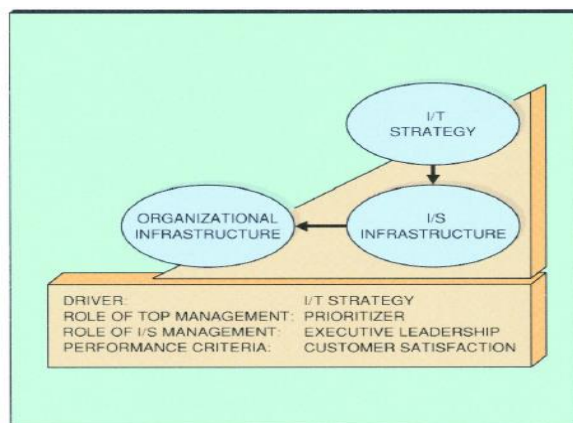 I/T
STRATEGY
ORGANIZATIONAL
INFRASTRUCTURE
I/S
INFRASTRUCTURE
DRIVER: I/T STRATEGY
ROLE OF TOP MANAGEMENT: PRIORITIZER
ROLE OF I/S MANAGEMENT: EXECUTIVE LEADERSHIP
PERFORMANCE CRITERIA: CUSTOMER SATISFACTION